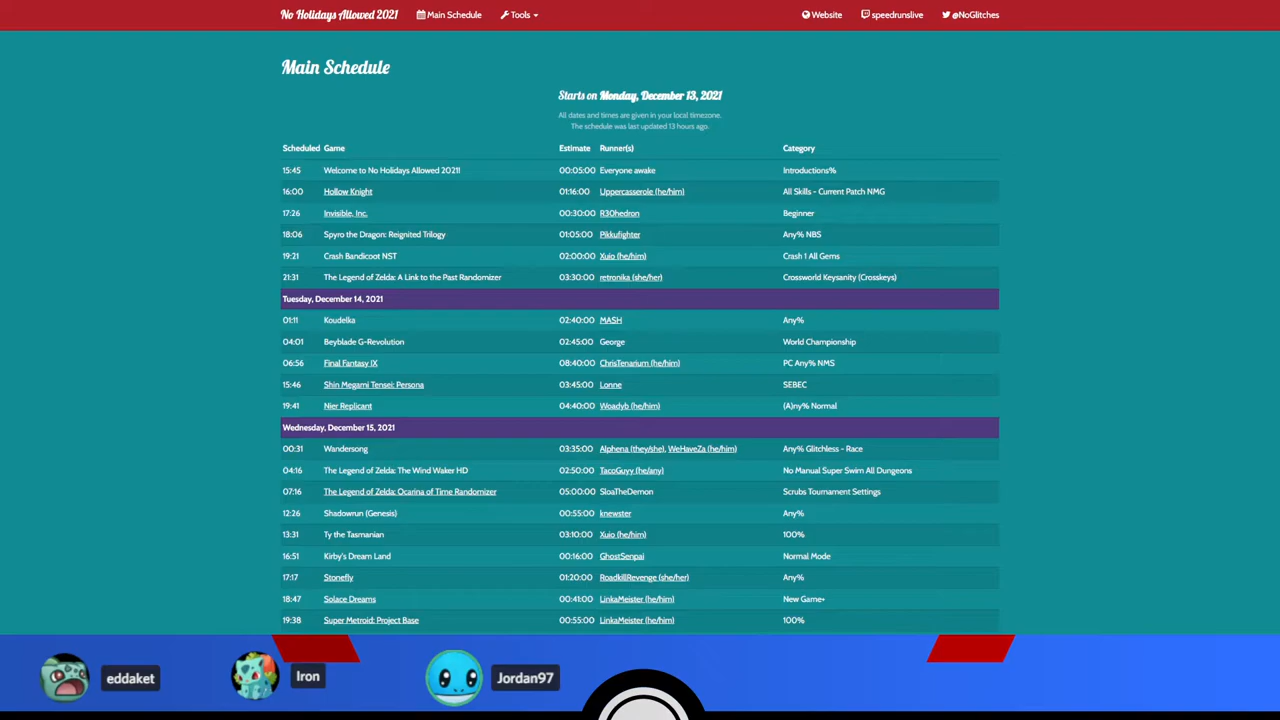 No Holidays Allowed 2021 Main Schedule Tools Website speedrunslive @NoGlitches
Main Schedule
Starts on Monday, December 13, 2021
All dates and times are given in your local timezone.
The schedule was last updated 13 hours ago.
Scheduled Game Estimate Runner(s) Category
15:45 Welcome to No Holidays Allowed 2021! 00:05:00 Everyone awake Introductions%
16:00 Hollow Knight 01:16:00 Uppercasserole (he/him) All Skills - Current Patch NMG
17:26 Invisible, Inc. 00:30:00 R30hedron Beginner
18:06 Spyro the Dragon: Reignited Trilogy 01:05:00 Pikkufighter Any% NBS
19:21 Crash Bandicoot NST 02:00:00 Xuio (he/him) Crash 1 All Gems
21:31 The Legend of Zelda: A Link to the Past Randomizer 03:30:00 retronika (she/her) Crossworld Keysanity (Crosskeys)
Tuesday, December 14, 2021
01:11 Koudelka 02:40:00 MASH Any%
04:01 Beyblade G-Revolution 02:45:00 George World Championship
06:56 Final Fantasy IX 08:40:00 ChrisTenarium (he/him) PC Any% NMS
15:46 Shin Megami Tensei: Persona 03:45:00 Lonne SEBEC
19:41 Nier Replicant 04:40:00 Woadyb (he/him) (A)ny% Normal
Wednesday, December 15, 2021
00:31 Wandersong 03:35:00 Alphena (they/she), WeHaveZa (he/him) Any% Glitchless - Race
04:16 The Legend of Zelda: The Wind Waker HD 02:50:00 TacoGuyy (he/any) No Manual Super Swim All Dungeons
07:16 The Legend of Zelda: Ocarina of Time Randomizer 05:00:00 SloaTheDemon Scrubs Tournament Settings
12:26 Shadowrun (Genesis) 00:55:00 knewster Any%
13:31 Ty the Tasmanian 03:10:00 Xuio (he/him) 100%
16:51 Kirby's Dream Land 00:16:00 GhostSenpai Normal Mode
17:17 Stonefly 01:20:00 RoadkillRevenge (she/her) Any%
18:47 Solace Dreams 00:41:00 LinkaMeister (he/him) New Game+
19:38 Super Metroid: Project Base 00:55:00 LinkaMeister (he/him) 100%
eddaket Iron Jordan97